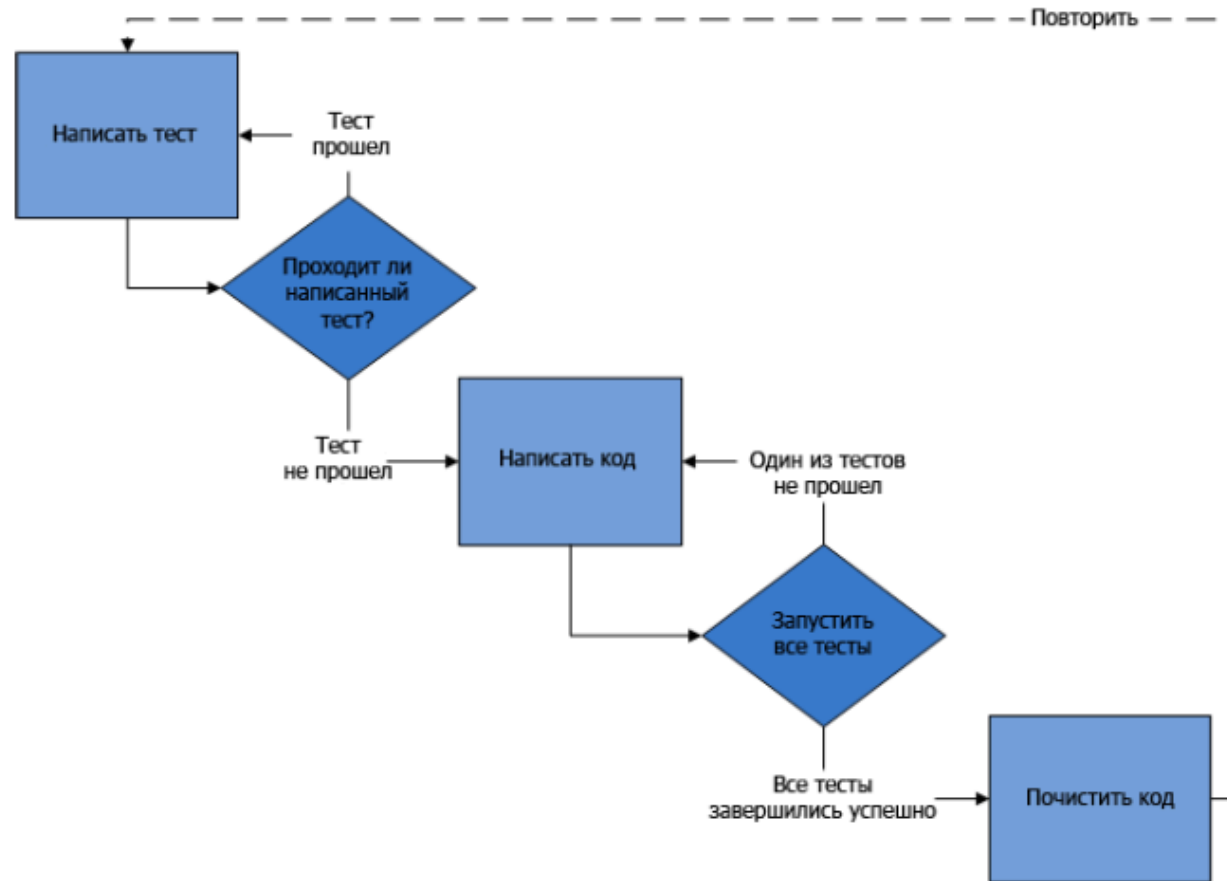 Повторить
Написать тест
Тест
прошел
Проходит ли
написанный
тест?
Тест
не прошел
Написать код
Один из тестов
не прошел
Запустить
все тесты
Все тесты
завершились успешно
Почистить код